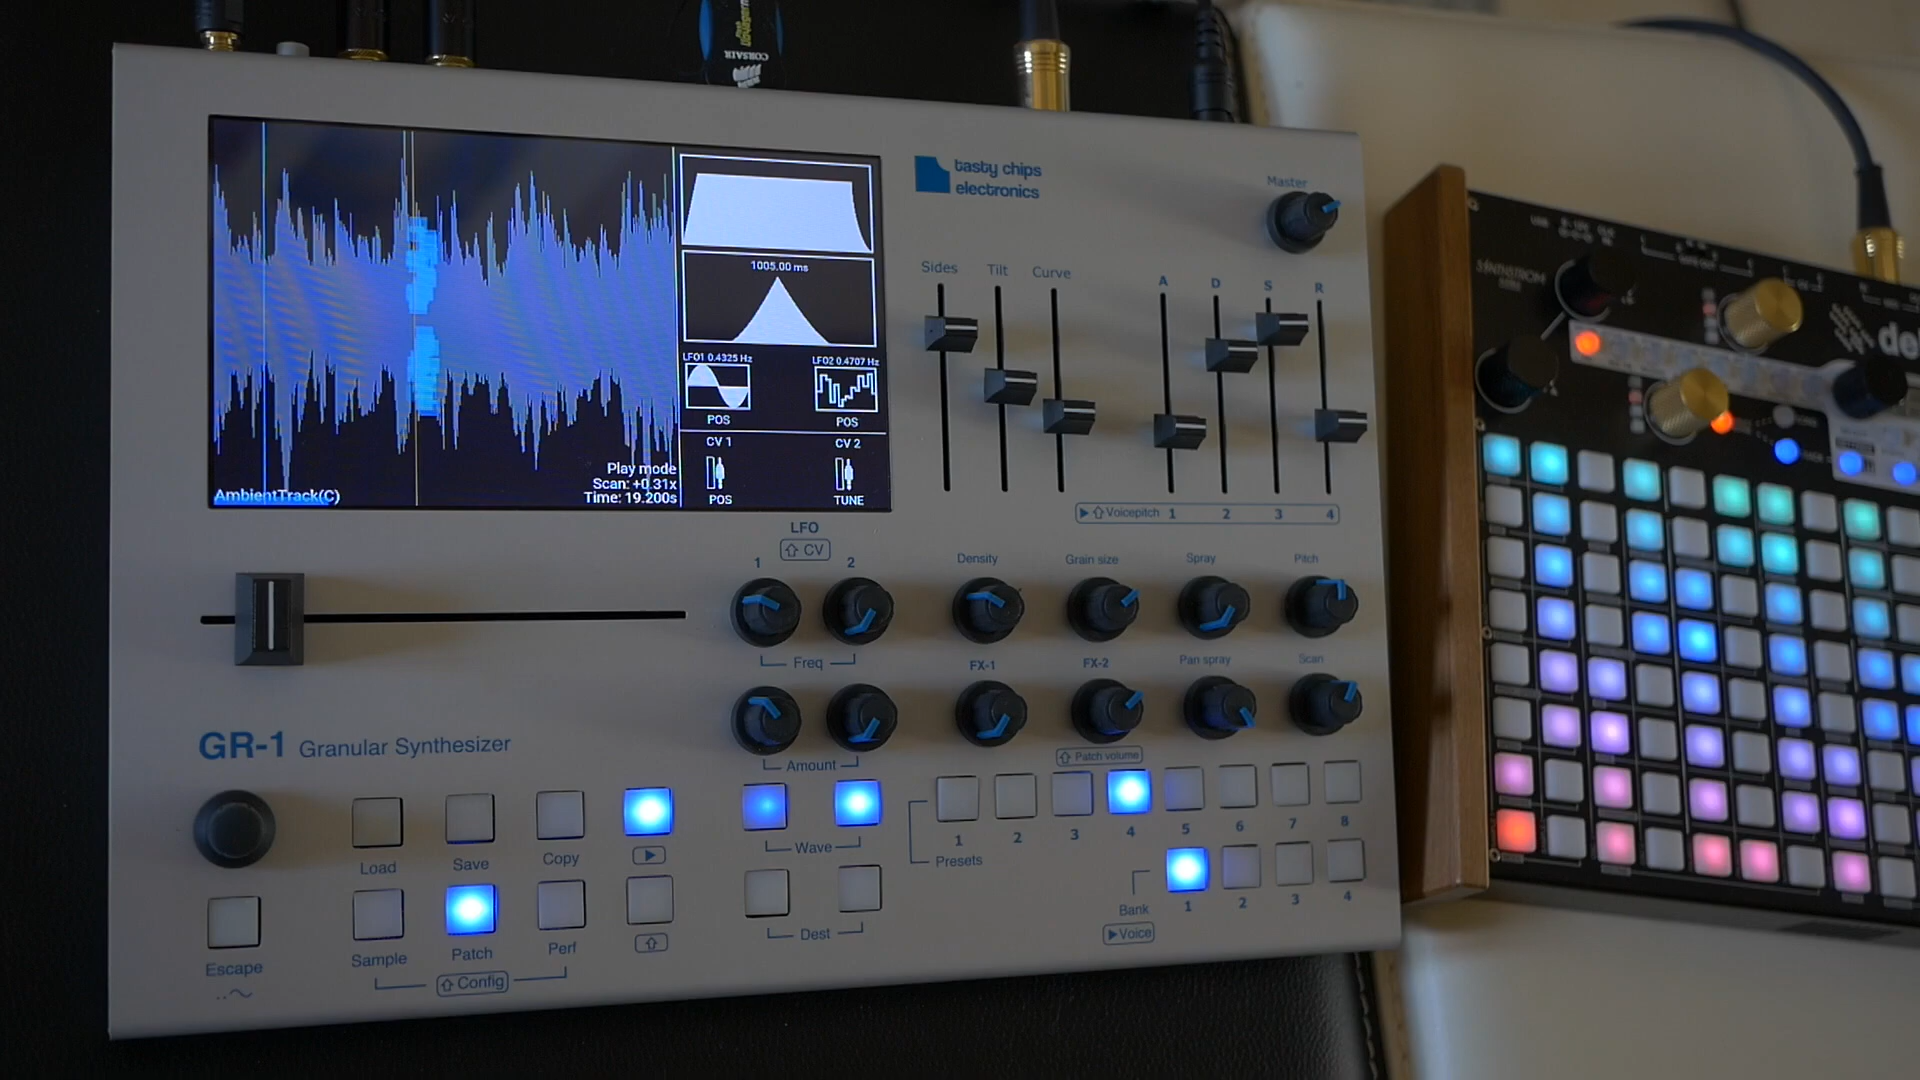 CORSAIR
tasty chips
electronics
Master
1005.00 ms
LFO1 0.4325 Hz
LFO2 0.4707 Hz
POS
POS
CV 1
CV 2
POS
TUNE
Play mode
Scan: +0.31x
Time: 19.200s
AmbientTrack(C)
Sides Tilt Curve
A D S R
Voicepitch 1 2 3 4
LFO
CV
1 2
Density Grain size Spray Pitch
Freq
FX-1 FX-2 Pan spray Scan
Amount
Patch volume
GR-1 Granular Synthesizer
Load Save Copy
Wave
1 2 3 4 5 6 7 8
Presets
Escape
Sample Patch Perf
Config
Dest
Bank 1 2 3 4
Voice
SYNTHSTROM
del